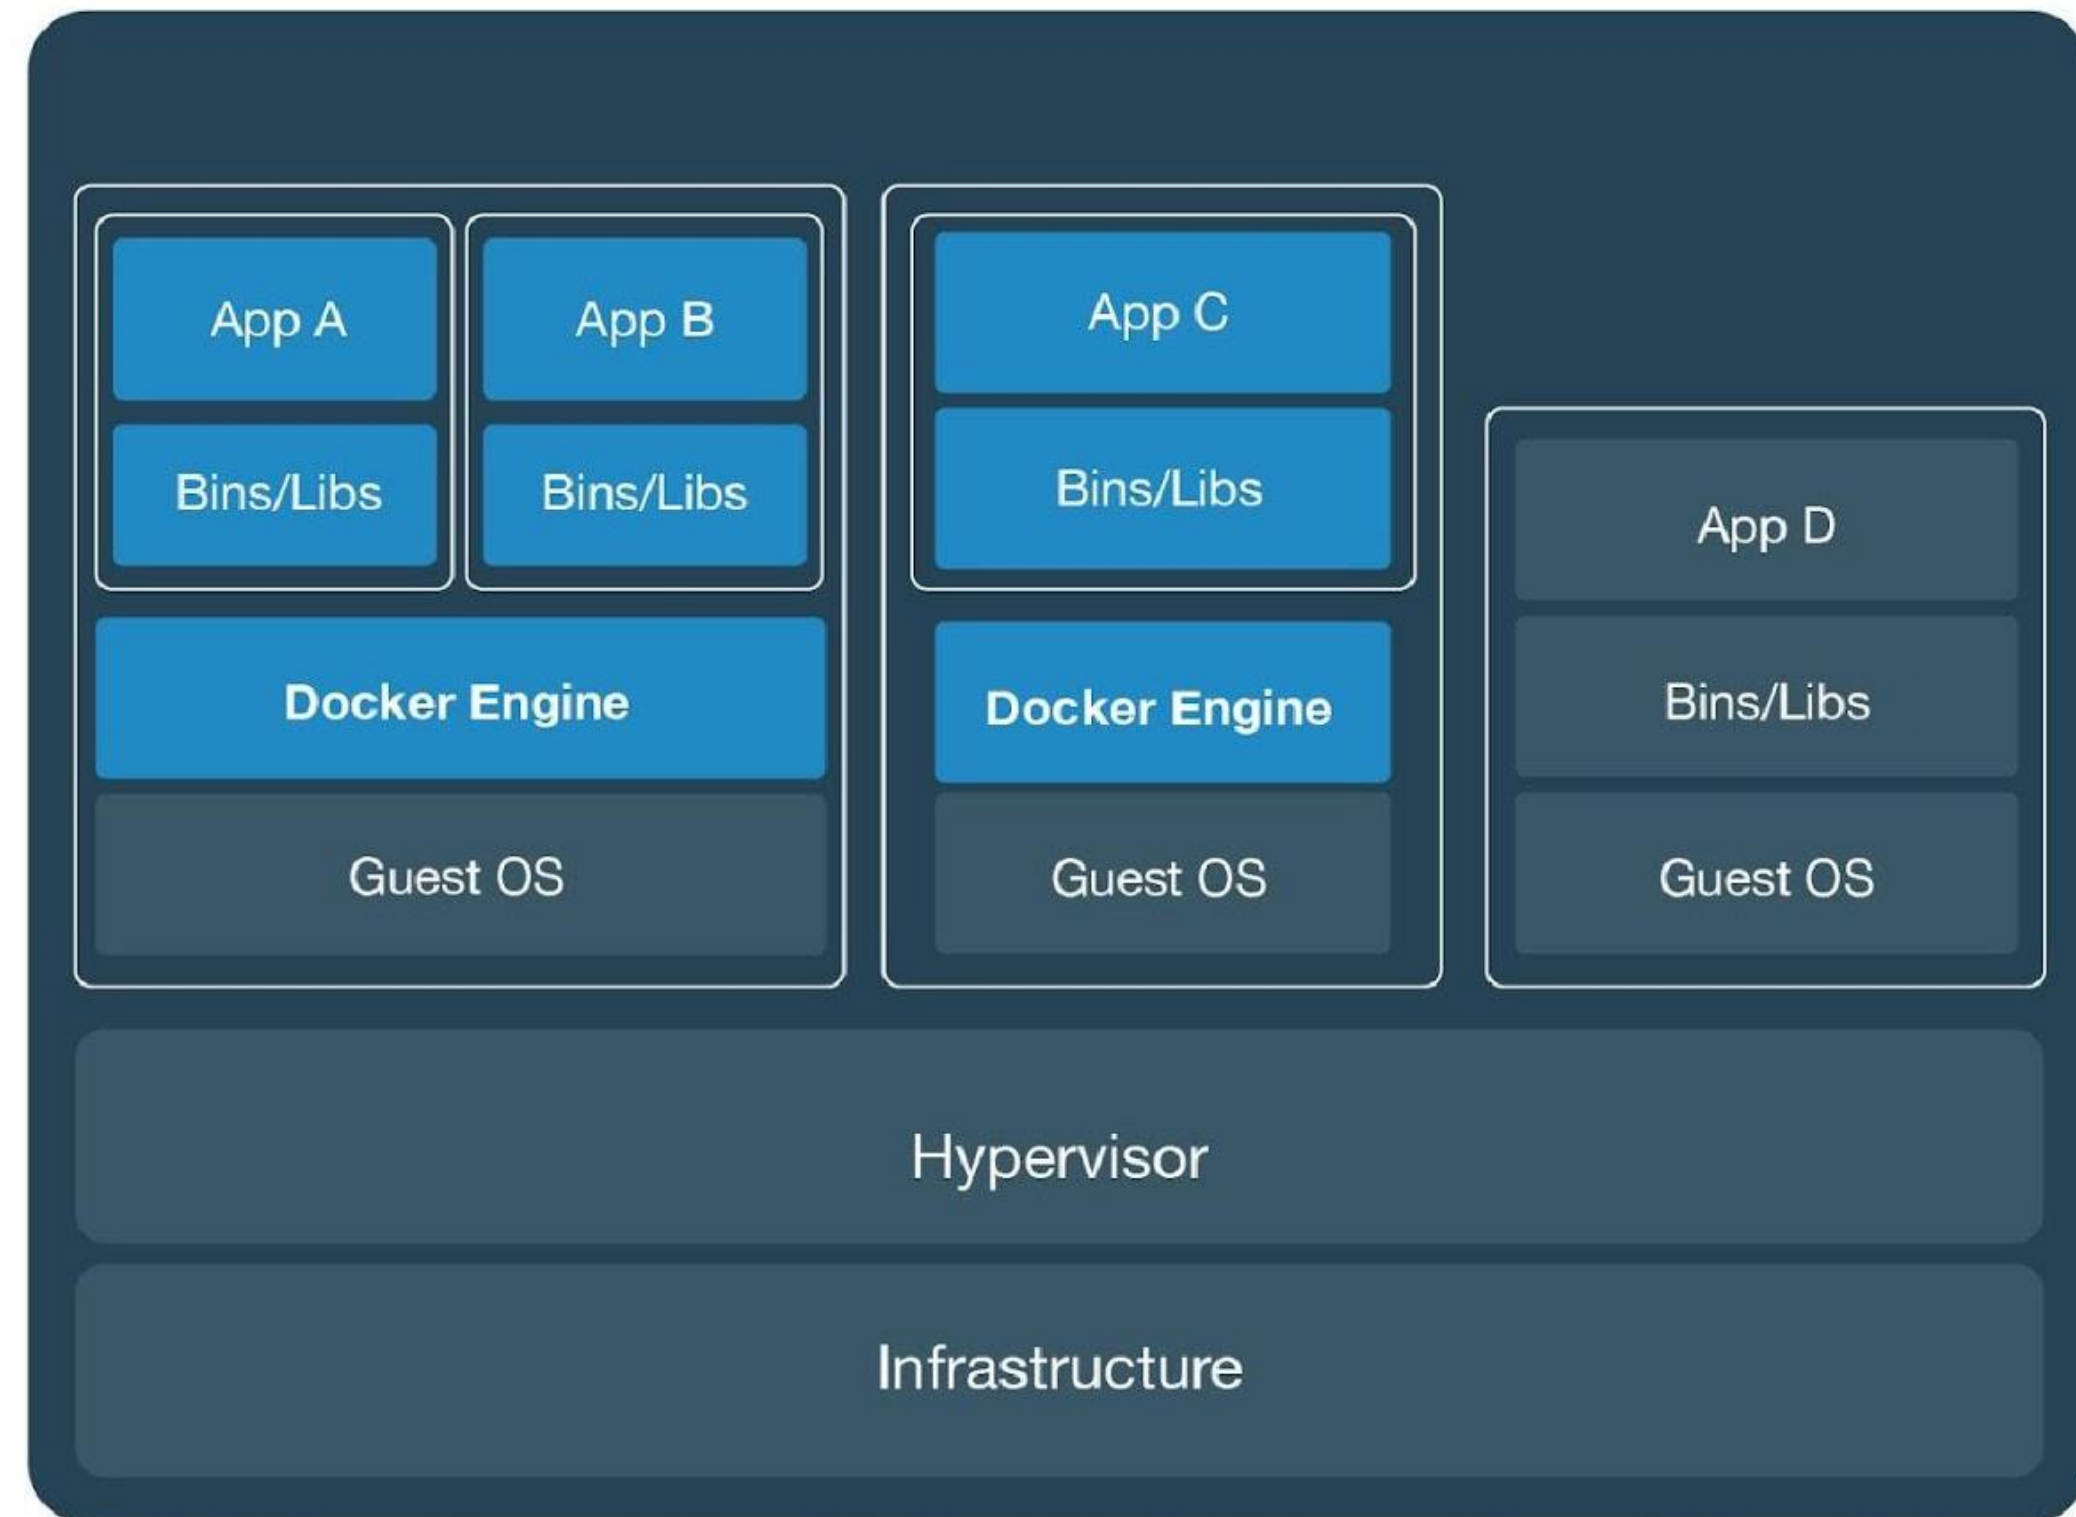 App A
Bins/Libs
App B
Bins/Libs
Docker Engine
Guest OS
App C
Bins/Libs
Docker Engine
Guest OS
App D
Bins/Libs
Guest OS
Hypervisor
Infrastructure